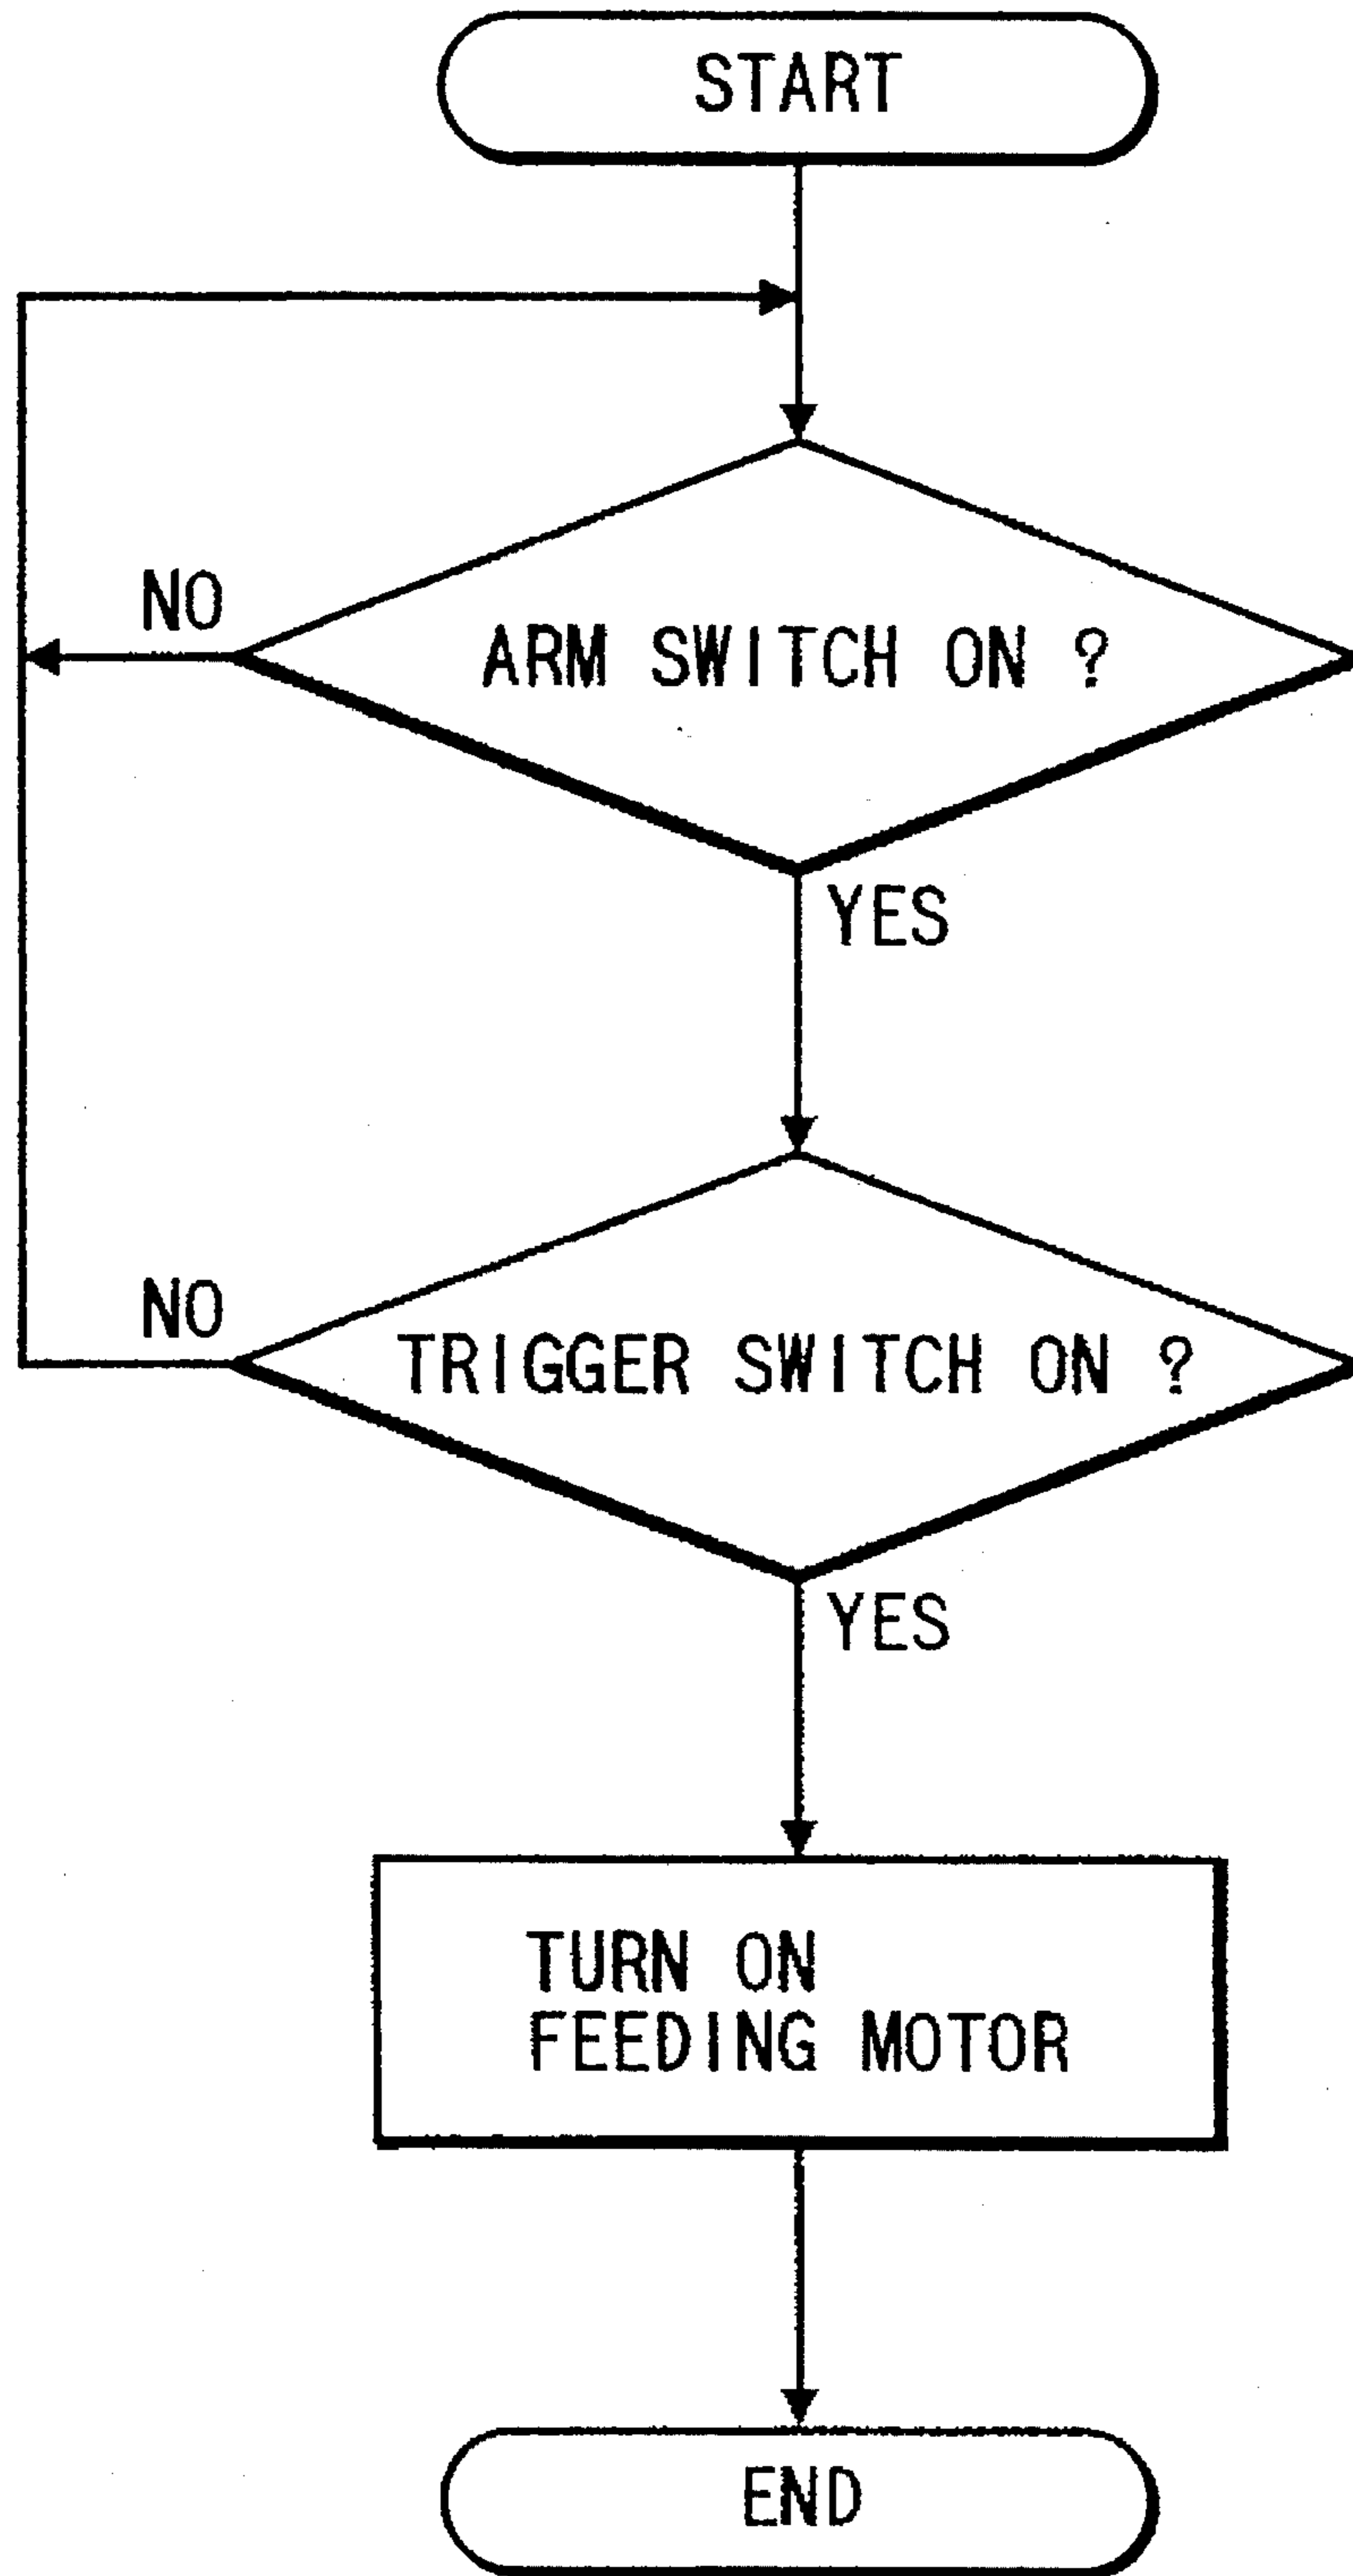 START
NO
ARM SWITCH ON ?
YES
NO
TRIGGER SWITCH ON ?
YES
TURN ON
FEEDING MOTOR
END